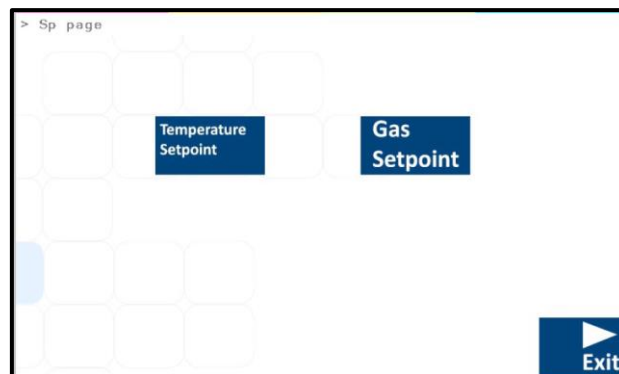 > Sp page
Temperature
Setpoint
Gas
Setpoint
Exit